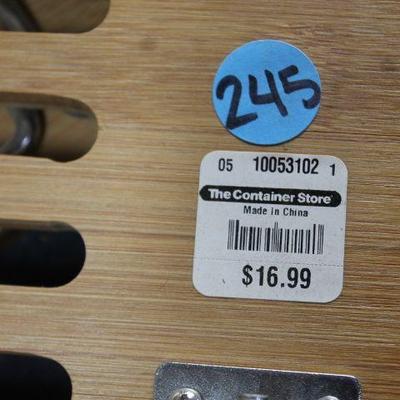 245
05 10053102 1
The Container Store®
Made in China
$16.99